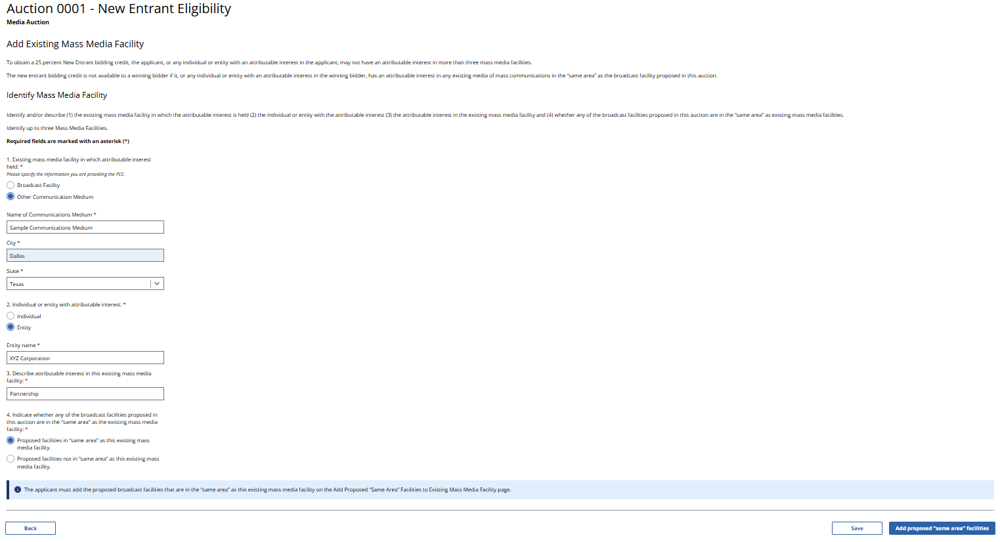 Auction 0001 - New Entrant Eligibility
Media Auction
Add Existing Mass Media Facility
To obtain a 25 percent New Entrant bidding credit, the applicant, or any individual or entity with an attributable interest in the applicant, may not have an attributable interest in more than three mass media facilities.
The new entrant bidding credit is not available to a winning bidder if it, or any individual or entity with an attributable interest in the winning bidder, has an attributable interest in any existing media of mass communications in the “same area” as the broadcast facility proposed in this auction.
Identify Mass Media Facility
Identify and/or describe (1) the existing mass media facility in which the attributable interest is held (2) the individual or entity with the attributable interest (3) the attributable interest in the existing mass media facility and (4) whether any of the broadcast facilities proposed in this auction are in the “same area” as existing mass media facilities.
Identify up to three Mass Media Facilities.
Required fields are marked with an asterisk (*)
1. Existing mass media facility in which attributable interest
held: *
Please specify the information you are providing the FCC.
Broadcast Facility
Other Communication Medium
Name of Communications Medium *
Sample Communications Medium
City *
Dallas
State *
Texas
2. Individual or entity with attributable interest: *
Individual
Entity
Entity name *
XYZ Corporation
3. Describe attributable interest in this existing mass media
facility: *
Partnership
4. Indicate whether any of the broadcast facilities proposed in
this auction are in the “same area” as the existing mass media
facility: *
Proposed facilities in “same area” as this existing mass
media facility.
Proposed facilities not in “same area” as this existing mass
media facility.
The applicant must add the proposed broadcast facilities that are in the “same area” as this existing mass media facility on the Add Proposed “Same Area” Facilities to Existing Mass Media Facility page.
Back
Save
Add proposed “same area” facilities